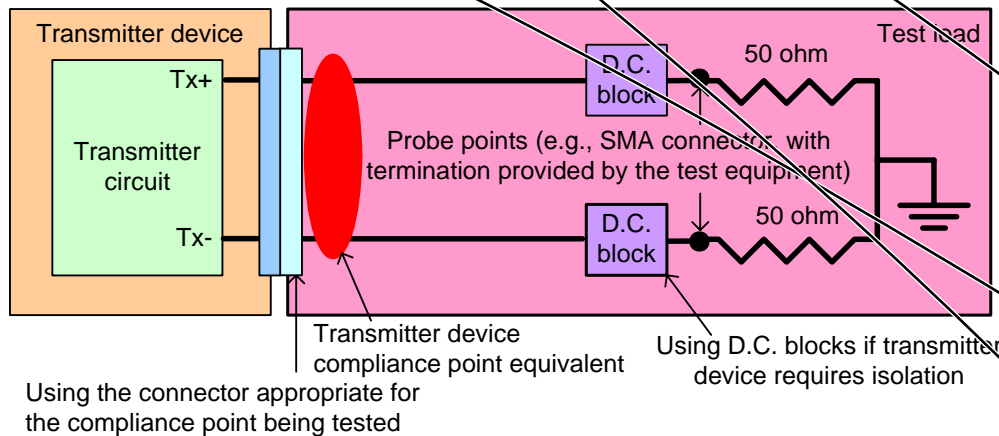 Transmitter device
Test load
Tx+
D.C.
block
50 ohm
Transmitter
circuit
Probe points (e.g., SMA connector, with
termination provided by the test equipment)
Tx-
D.C.
block
50 ohm
Transmitter device
compliance point equivalent
Using D.C. blocks if transmitter
device requires isolation
Using the connector appropriate for
the compliance point being tested